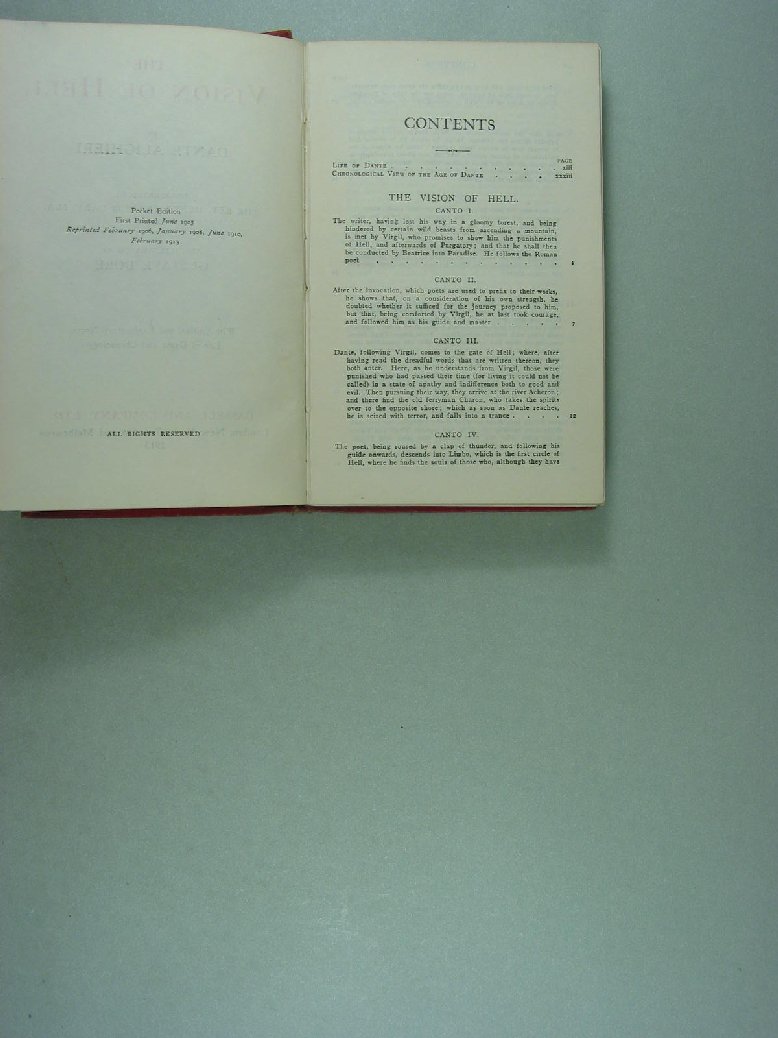 Pocket Edition
First Printed June 1905
Reprinted February 1906, January 1908, June 1910,
February 1913
ALL RIGHTS RESERVED
CONTENTS
PAGE
LIFE OF DANTE . . . . . . . . . . xiii
CHRONOLOGICAL VIEW OF THE AGE OF DANTE . . . . xxxiii
THE VISION OF HELL.
CANTO I.
The writer, having lost his way in a gloomy forest, and being
hindered by certain wild beasts from ascending a mountain,
is met by Virgil, who promises to show him the punishments
of Hell, and afterwards of Purgatory; and that he shall then
be conducted by Beatrice into Paradise. He follows the Roman
poet . . . . . . . . . . . . . 1
CANTO II.
After the invocation, which poets are used to prefix to their works,
he shows that, on a consideration of his own strength, he
doubted whether it sufficed for the journey proposed to him,
but that, being comforted by Virgil, he at last took courage,
and followed him as his guide and master . . . . 7
CANTO III.
Dante, following Virgil, comes to the gate of Hell; where, after
having read the dreadful words that are written thereon, they
both enter. Here, as he understands from Virgil, those were
punished who had passed their time (for living it could not be
called) in a state of apathy and indifference both to good and
evil. Then pursuing their way, they arrive at the river Acheron;
and there find the old ferryman Charon, who takes the spirits
over to the opposite shore; which as soon as Dante reaches,
he is seized with terror, and falls into a trance . . . . 12
CANTO IV.
The poet, being roused by a clap of thunder, and following his
guide onwards, descends into Limbo, which is the first circle of
Hell, where he finds the souls of those who, although they have